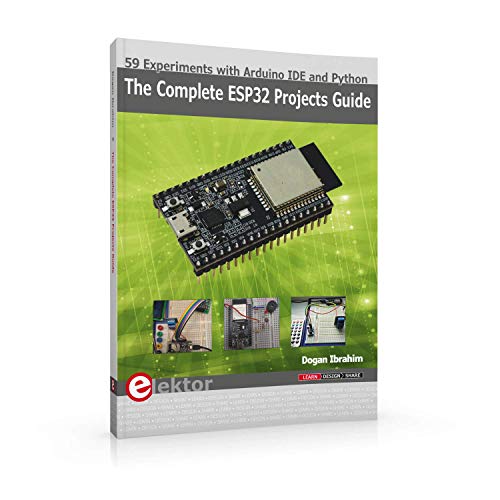 59 Experiments with Arduino IDE and Python
The Complete ESP32 Projects Guide
Dogan Ibrahim
LEARN DESIGN SHARE
elektor